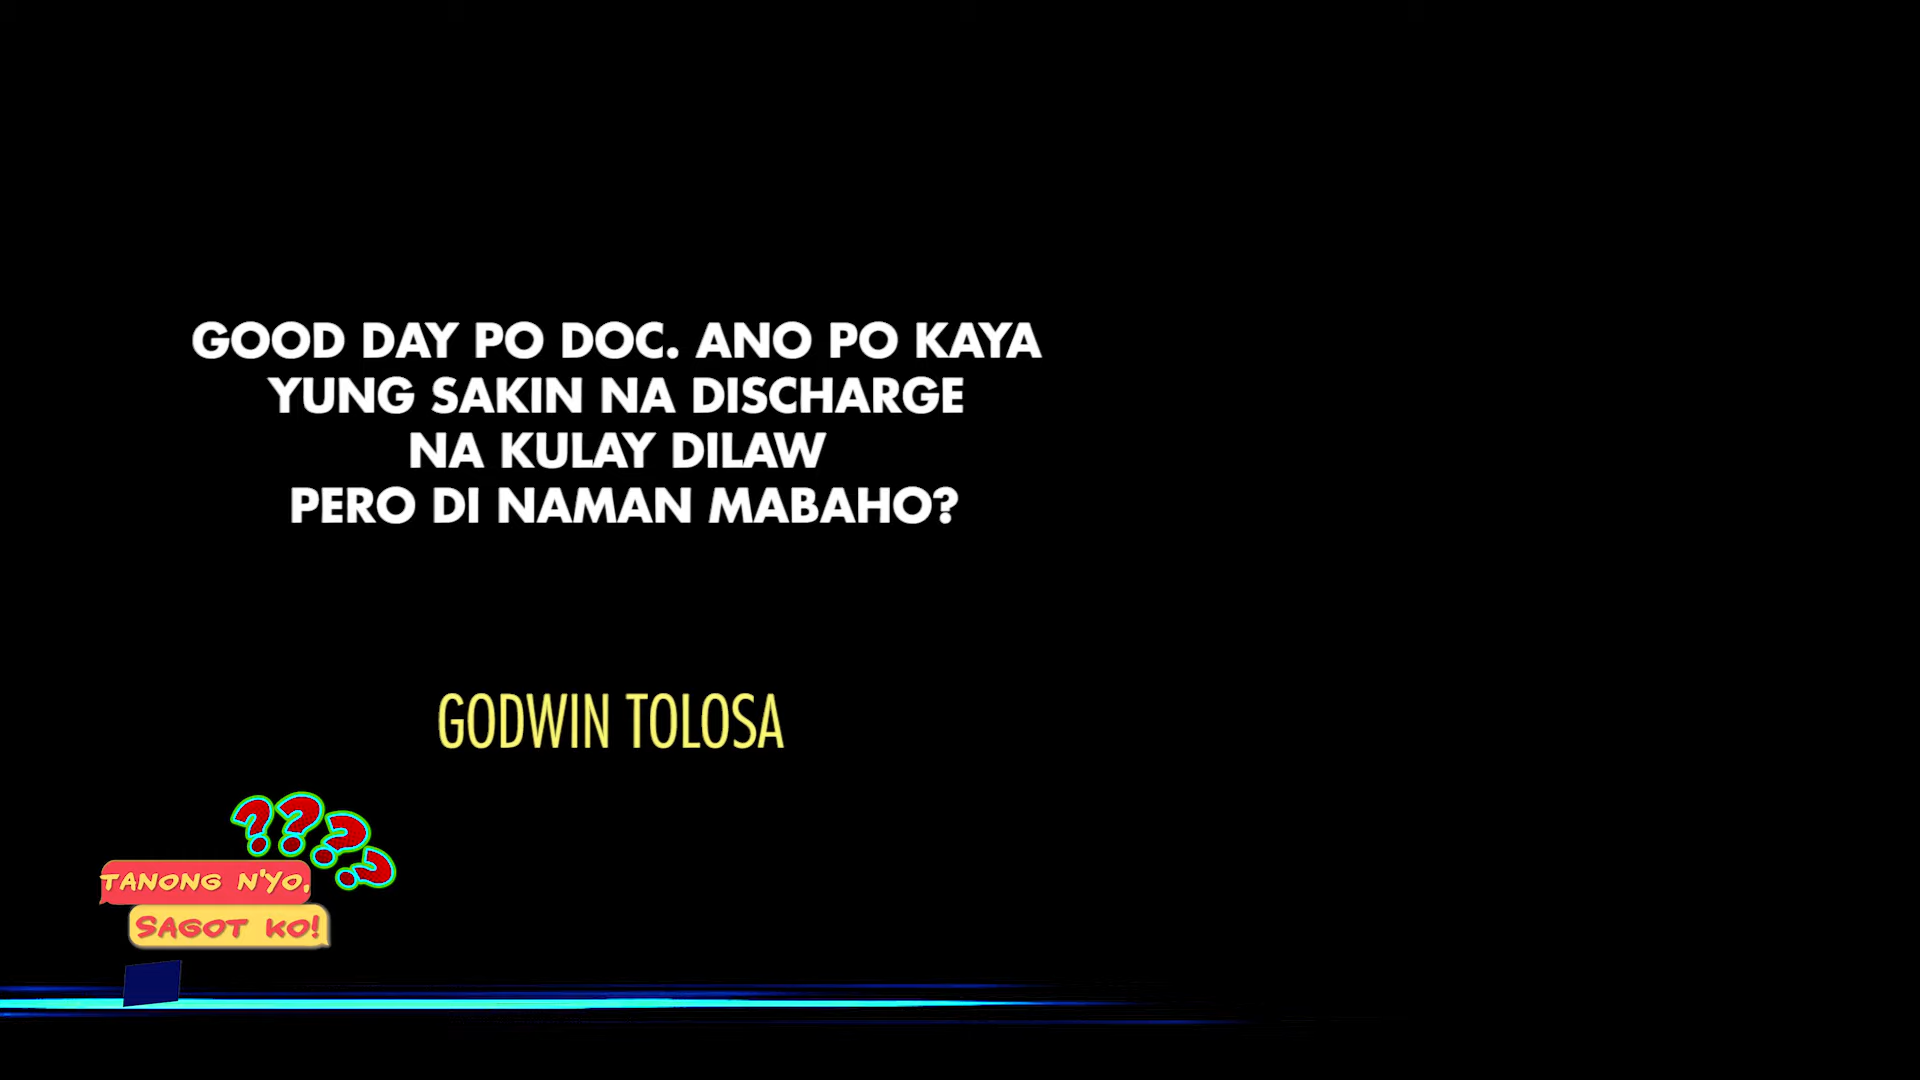 GOOD DAY PO DOC. ANO PO KAYA
YUNG SAKIN NA DISCHARGE
NA KULAY DILAW
PERO DI NAMAN MABAHO?
GODWIN TOLOSA
????
TANONG N'YO,
SAGOT KO!